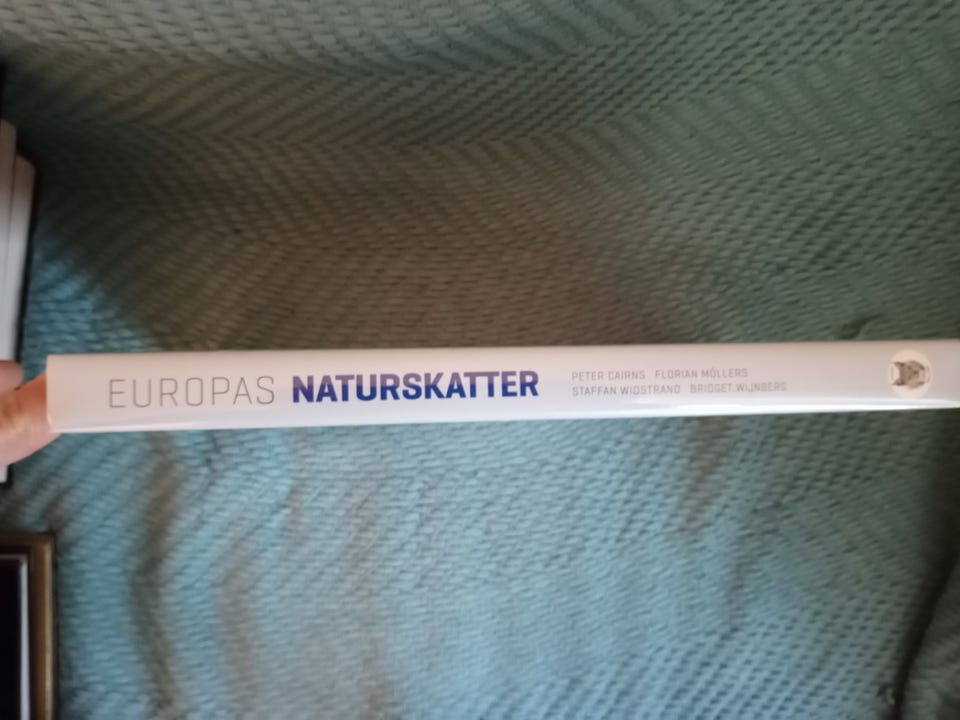 EUROPAS NATURSKATTER
PETER CAIRNS FLORIAN MÖLLERS
STAFFAN WIDSTRAND BRIDGET WIJNBERG